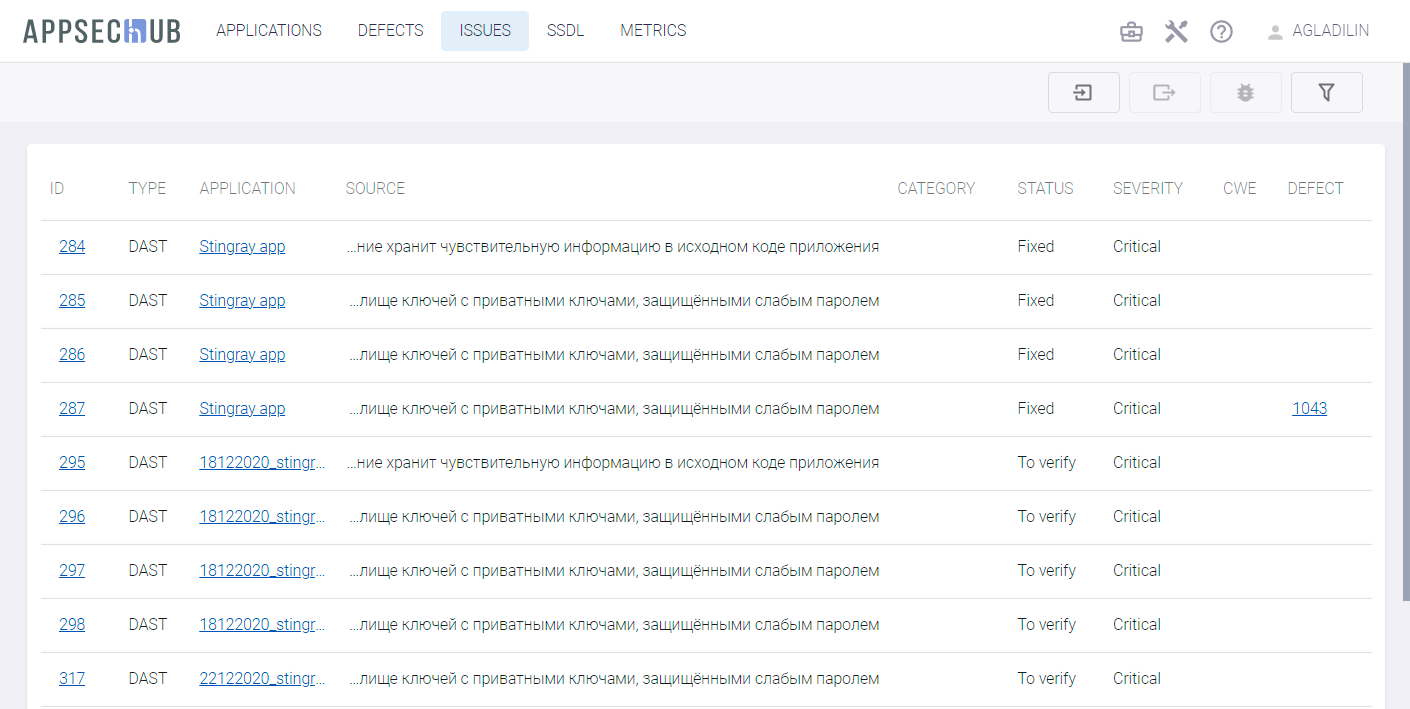 APPSECHUB APPLICATIONS DEFECTS ISSUES SSDL METRICS AGLADILIN
ID TYPE APPLICATION SOURCE CATEGORY STATUS SEVERITY CWE DEFECT
284 DAST Stingray app ...ние хранит чувствительную информацию в исходном коде приложения Fixed Critical
285 DAST Stingray app ...лище ключей с приватными ключами, защищёнными слабым паролем Fixed Critical
286 DAST Stingray app ...лище ключей с приватными ключами, защищёнными слабым паролем Fixed Critical
287 DAST Stingray app ...лище ключей с приватными ключами, защищёнными слабым паролем Fixed Critical 1043
295 DAST 18122020_stingr... ...ние хранит чувствительную информацию в исходном коде приложения To verify Critical
296 DAST 18122020_stingr... ...лище ключей с приватными ключами, защищёнными слабым паролем To verify Critical
297 DAST 18122020_stingr... ...лище ключей с приватными ключами, защищёнными слабым паролем To verify Critical
298 DAST 18122020_stingr... ...лище ключей с приватными ключами, защищёнными слабым паролем To verify Critical
317 DAST 22122020_stingr... ...лище ключей с приватными ключами, защищёнными слабым паролем To verify Critical